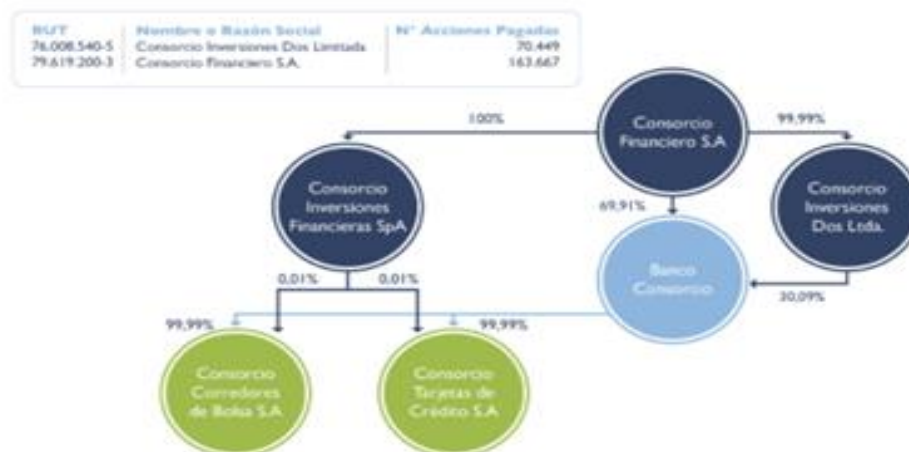 RUT Nombre o Razón Social Nº Acciones Pagadas
76.008.540-5 Consorcio Inversiones Dos Limitada 70.449
79.619.200-3 Consorcio Financiero S.A. 163.667
100%
Consorcio
Financiero S.A
99,99%
Consorcio
Inversiones
Financieras SpA
69,91%
Consorcio
Inversiones
Dos Ltda.
Banco
Consorcio
30,09%
0,01%
0,01%
99,99%
99,99%
Consorcio
Corredores
de Bolsa S.A
Consorcio
Tarjetas de
Crédito S.A